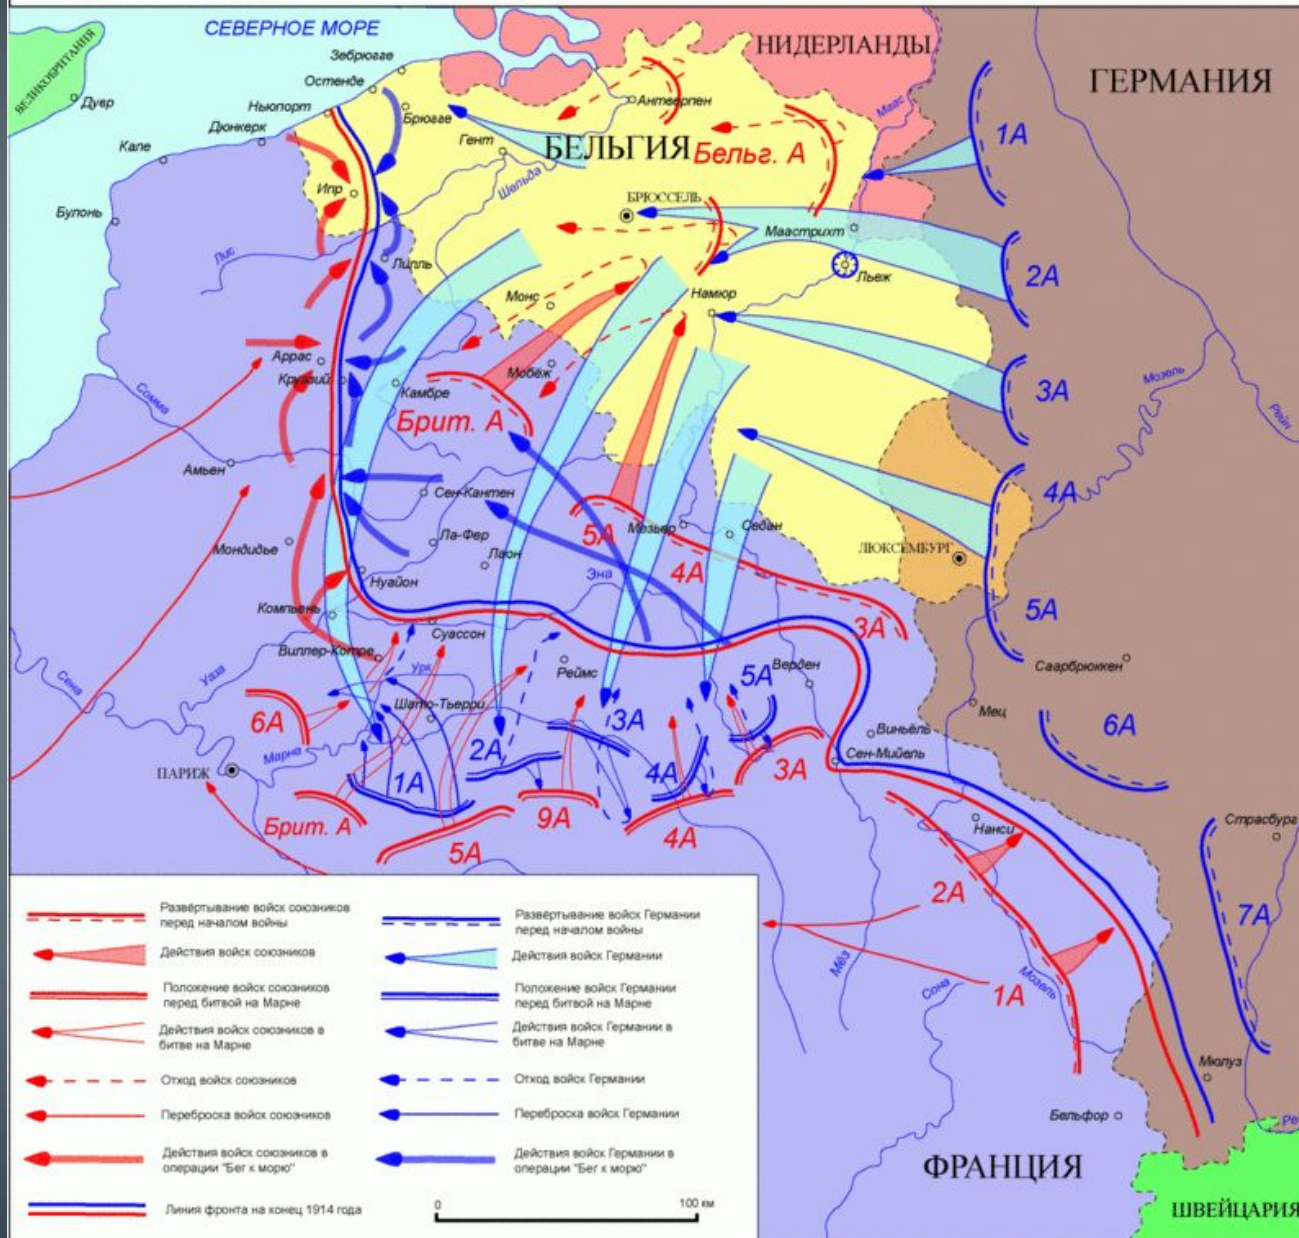 СЕВЕРНОЕ МОРЕ
ВЕЛИКОБРИТАНИЯ
НИДЕРЛАНДЫ
ГЕРМАНИЯ
Зебрюгге
Остенде
Ньюпорт
Дувр
Дюнкерк
Кале
Брюгге
Антверпен
Маас
1А
Гент
БЕЛЬГИЯ
Бельг. А
Шельда
Ипр
БРЮССЕЛЬ
Булонь
Маастрихт
Лис
Лилль
Льеж
2А
Монс
Намюр
Аррас
Мобёж
Камбре
3А
Мозель
Рейн
Сомма
Брит. А
Амьен
Сен-Кантен
4А
Мондидье
Ла-Фер
Лаон
5А
Мезьер
Седан
4А
ЛЮКСЕМБУРГ
Нуайон
Эна
Компьень
5А
Суассон
3А
Виллер-Котре
Урк
Реймс
Верден
Саарбрюккен
Сена
Уаза
6А
Шато-Тьерри
5А
3А
Мец
6А
Марна
2А
Виньёль
ПАРИЖ
1А
4А
3А
Сен-Мийель
Брит. А
5А
9А
4А
Нанси
Страсбург
2А
7А
Мёз
Сона
Мозель
1А
Мюлуз
Бельфор
ФРАНЦИЯ
ШВЕЙЦАРИЯ
Развёртывание войск союзников
перед началом войны
Действия войск союзников
Положение войск союзников
перед битвой на Марне
Действия войск союзников в
битве на Марне
Отход войск союзников
Переброска войск союзников
Действия войск союзников в
операции "Бег к морю"
Линия фронта на конец 1914 года
Развёртывание войск Германии
перед началом войны
Действия войск Германии
Положение войск Германии
перед битвой на Марне
Действия войск Германии в
битве на Марне
Отход войск Германии
Переброска войск Германии
Действия войск Германии в
операции "Бег к морю"
0
100 км